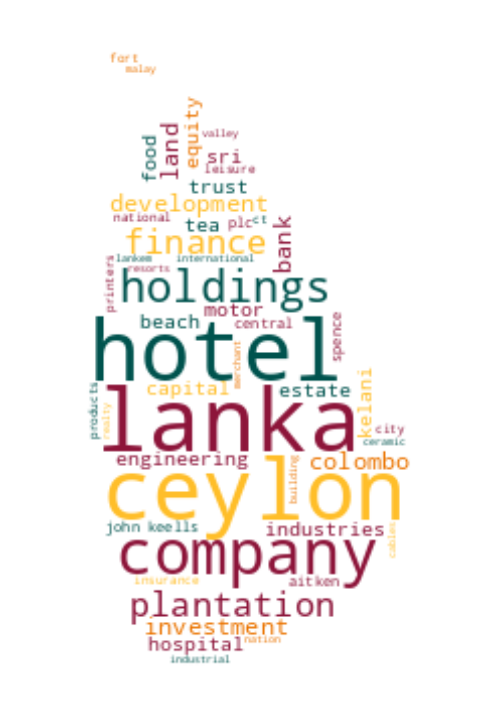 fort
malay
equity
valley
land
food
sri
leisure
trust
development
national
tea plc ct
bank
finance
lankem international
resorts
printers
holdings
motor
beach central
spence
hotel
merchant
capital estate
kelani
products
realty
lanka
city
ceramic
engineering colombo
building
ceylon
john keells industries
cables
company
insurance aitken
plantation
investment
nation
hospital
industrial